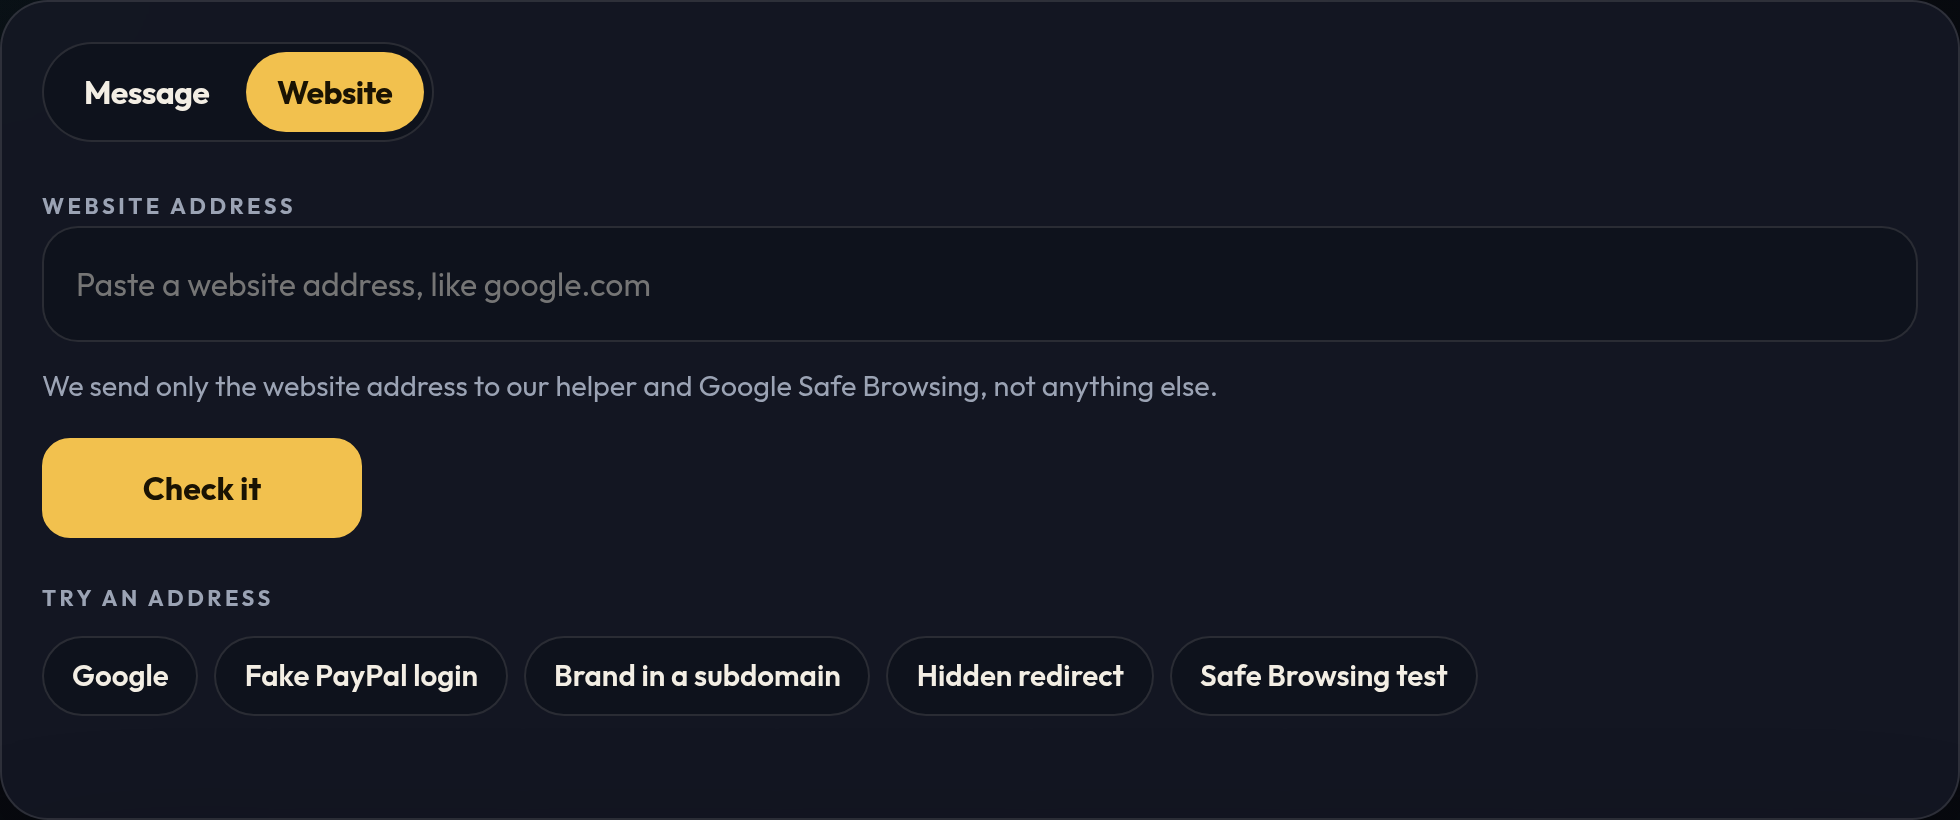 Message Website
WEBSITE ADDRESS
Paste a website address, like google.com
We send only the website address to our helper and Google Safe Browsing, not anything else.
Check it
TRY AN ADDRESS
Google Fake PayPal login Brand in a subdomain Hidden redirect Safe Browsing test